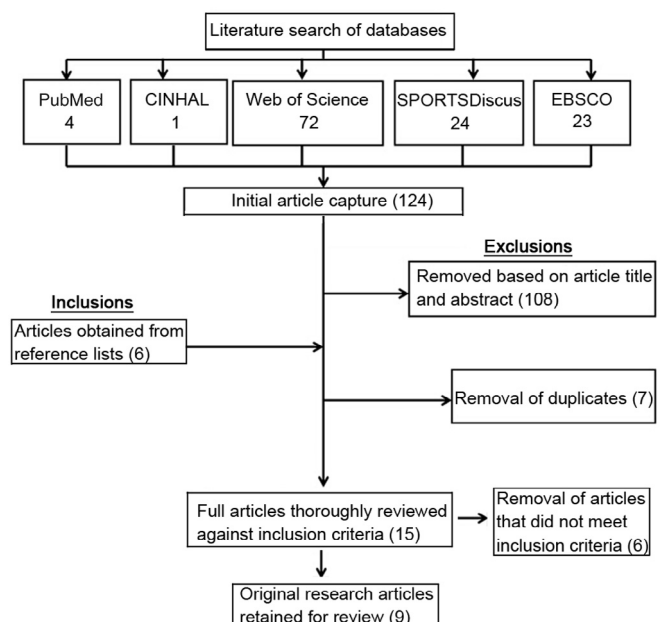 Literature search of databases
PubMed
4
CINHAL
1
Web of Science
72
SPORTSDiscus
24
EBSCO
23
Initial article capture (124)
Exclusions
Removed based on article title
and abstract (108)
Inclusions
Articles obtained from
reference lists (6)
Removal of duplicates (7)
Full articles thoroughly reviewed
against inclusion criteria (15)
Removal of articles
that did not meet
inclusion criteria (6)
Original research articles
retained for review (9)